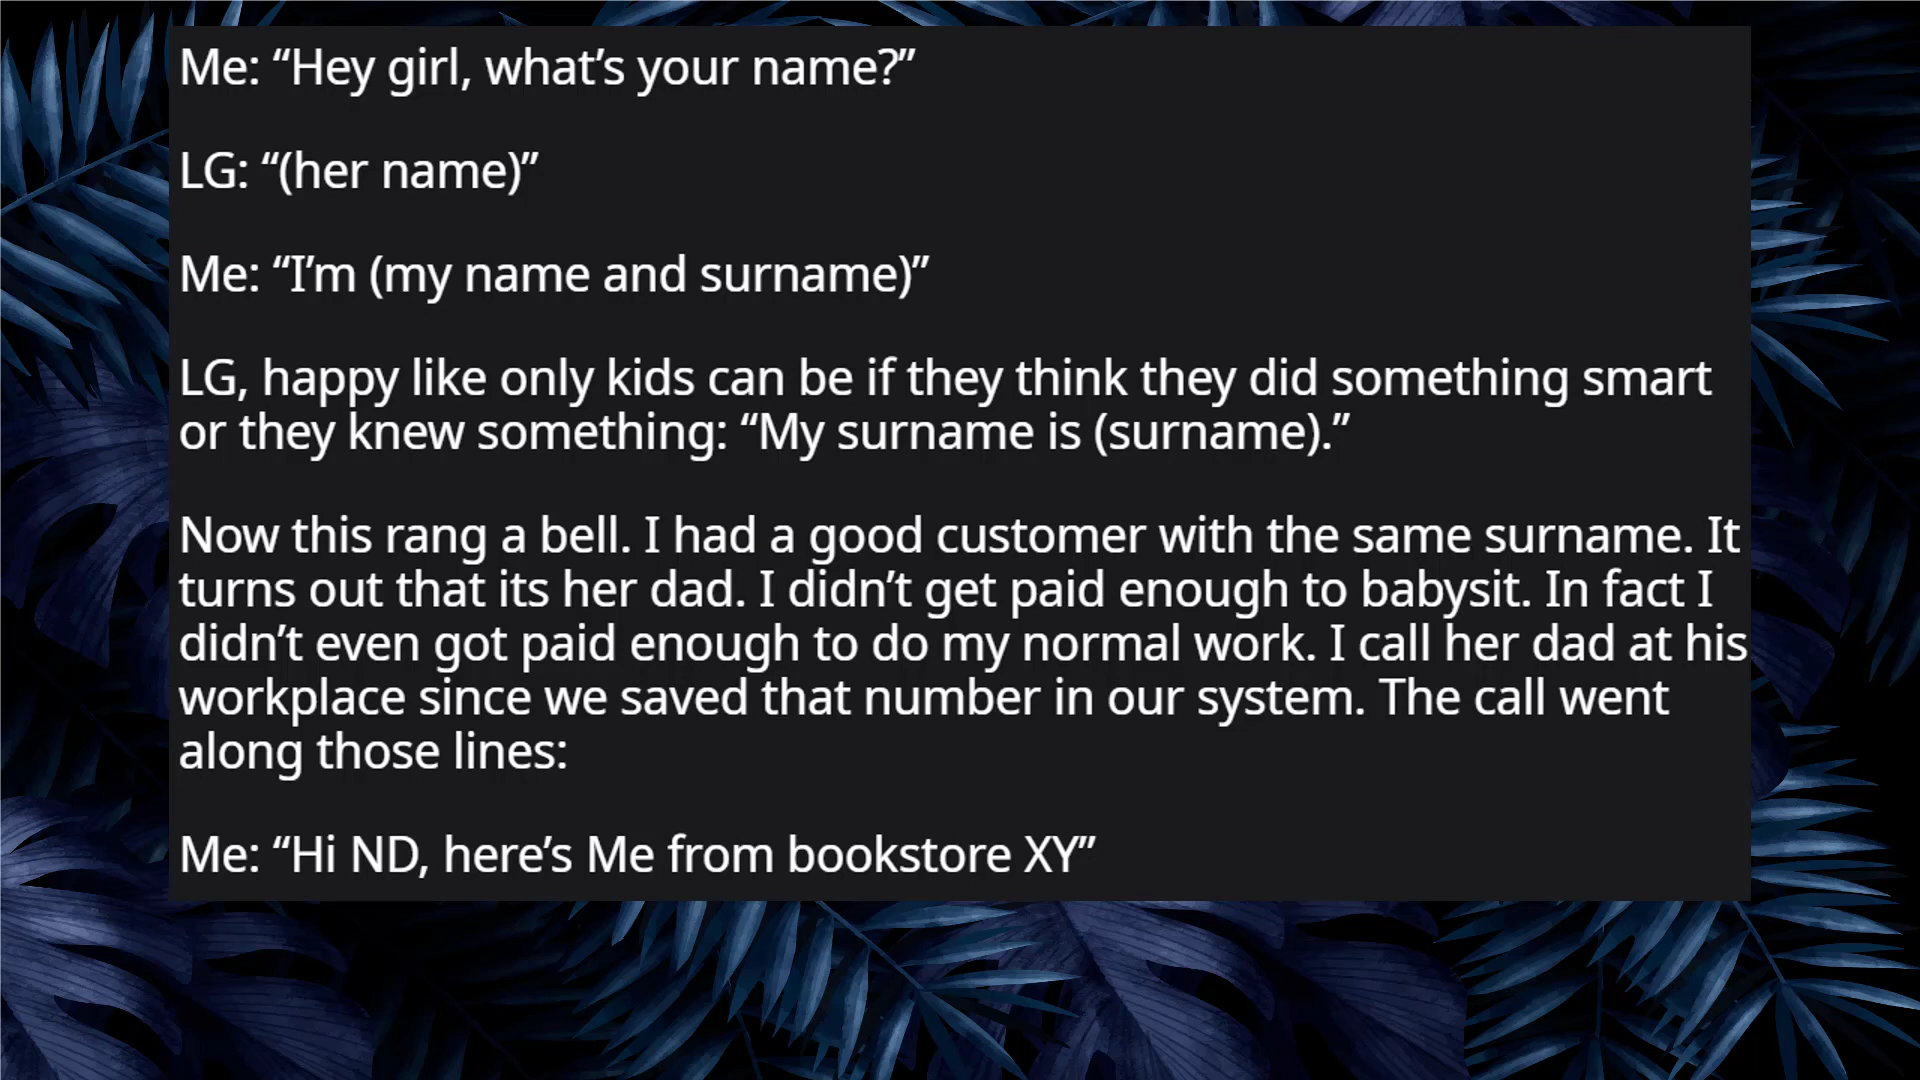 Me: “Hey girl, what’s your name?”
LG: “(her name)”
Me: “I’m (my name and surname)”
LG, happy like only kids can be if they think they did something smart
or they knew something: “My surname is (surname).”
Now this rang a bell. I had a good customer with the same surname. It
turns out that its her dad. I didn’t get paid enough to babysit. In fact I
didn’t even got paid enough to do my normal work. I call her dad at his
workplace since we saved that number in our system. The call went
along those lines:
Me: “Hi ND, here’s Me from bookstore XY”